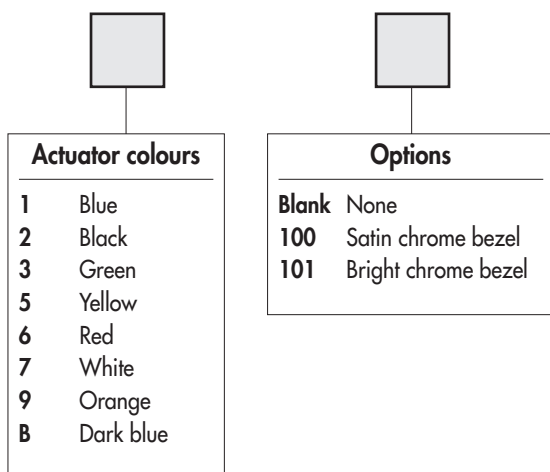 Actuator colours
1 Blue
2 Black
3 Green
5 Yellow
6 Red
7 White
9 Orange
B Dark blue
Options
Blank None
100 Satin chrome bezel
101 Bright chrome bezel